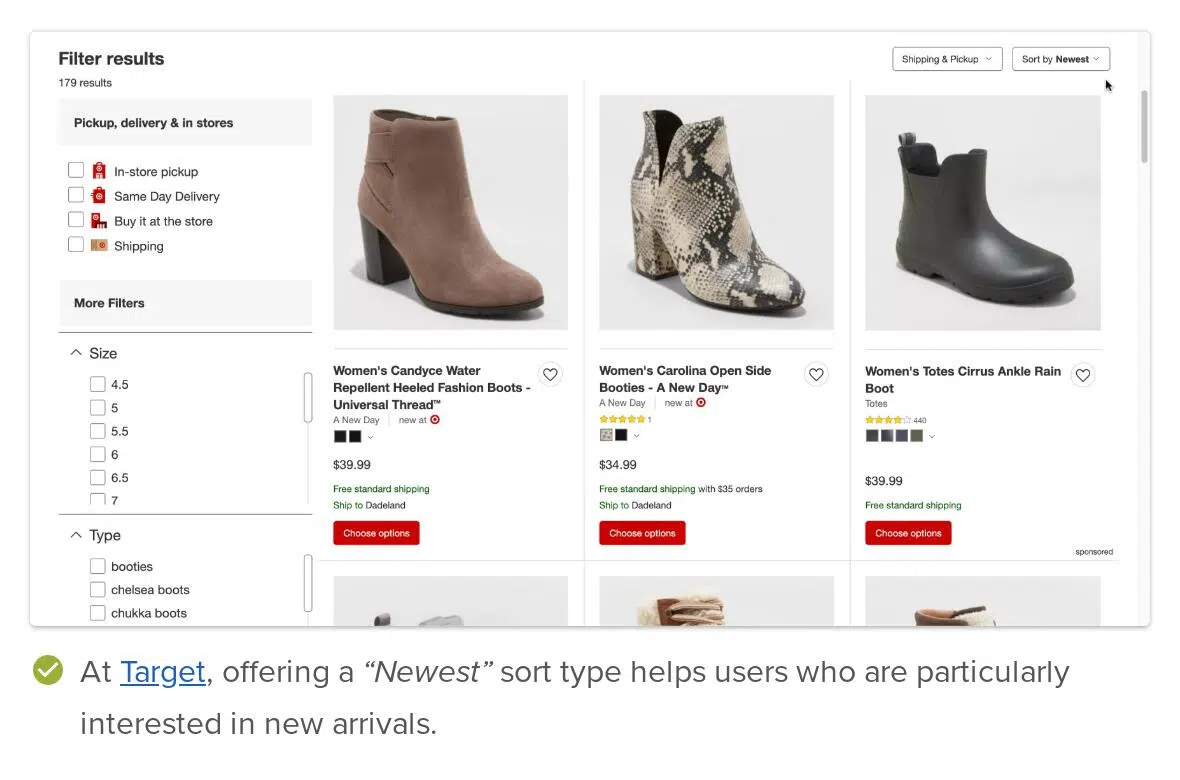 Filter results
179 results
Shipping & Pickup
Sort by Newest
Pickup, delivery & in stores
In-store pickup
Same Day Delivery
Buy it at the store
Shipping
More Filters
Size
4.5
5
5.5
6
6.5
7
Type
booties
chelsea boots
chukka boots
Women's Candyce Water
Repellent Heeled Fashion Boots -
Universal Thread™
A New Day new at
$39.99
Free standard shipping
Ship to Dadeland
Choose options
Women's Carolina Open Side
Booties - A New Day™
A New Day new at
1
$34.99
Free standard shipping with $35 orders
Ship to Dadeland
Choose options
Women's Totes Cirrus Ankle Rain
Boot
Totes
440
$39.99
Free standard shipping
Choose options
sponsored
At Target, offering a “Newest” sort type helps users who are particularly
interested in new arrivals.